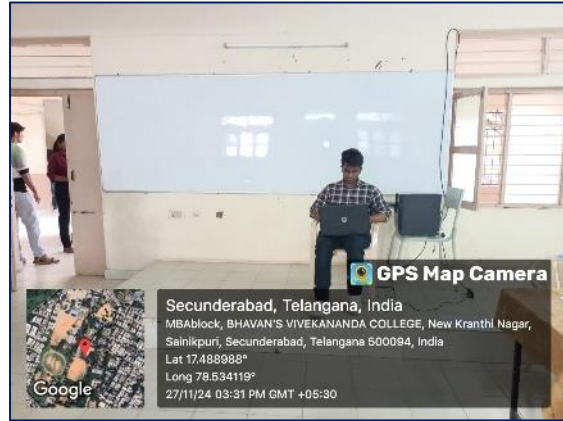 GPS Map Camera
Secunderabad, Telangana, India
MBAblock, BHAVAN'S VIVEKANANDA COLLEGE, New Kranthi Nagar,
Sainikpuri, Secunderabad, Telangana 500094, India
Lat 17.488988°
Long 78.534119°
27/11/24 03:31 PM GMT +05:30
Google